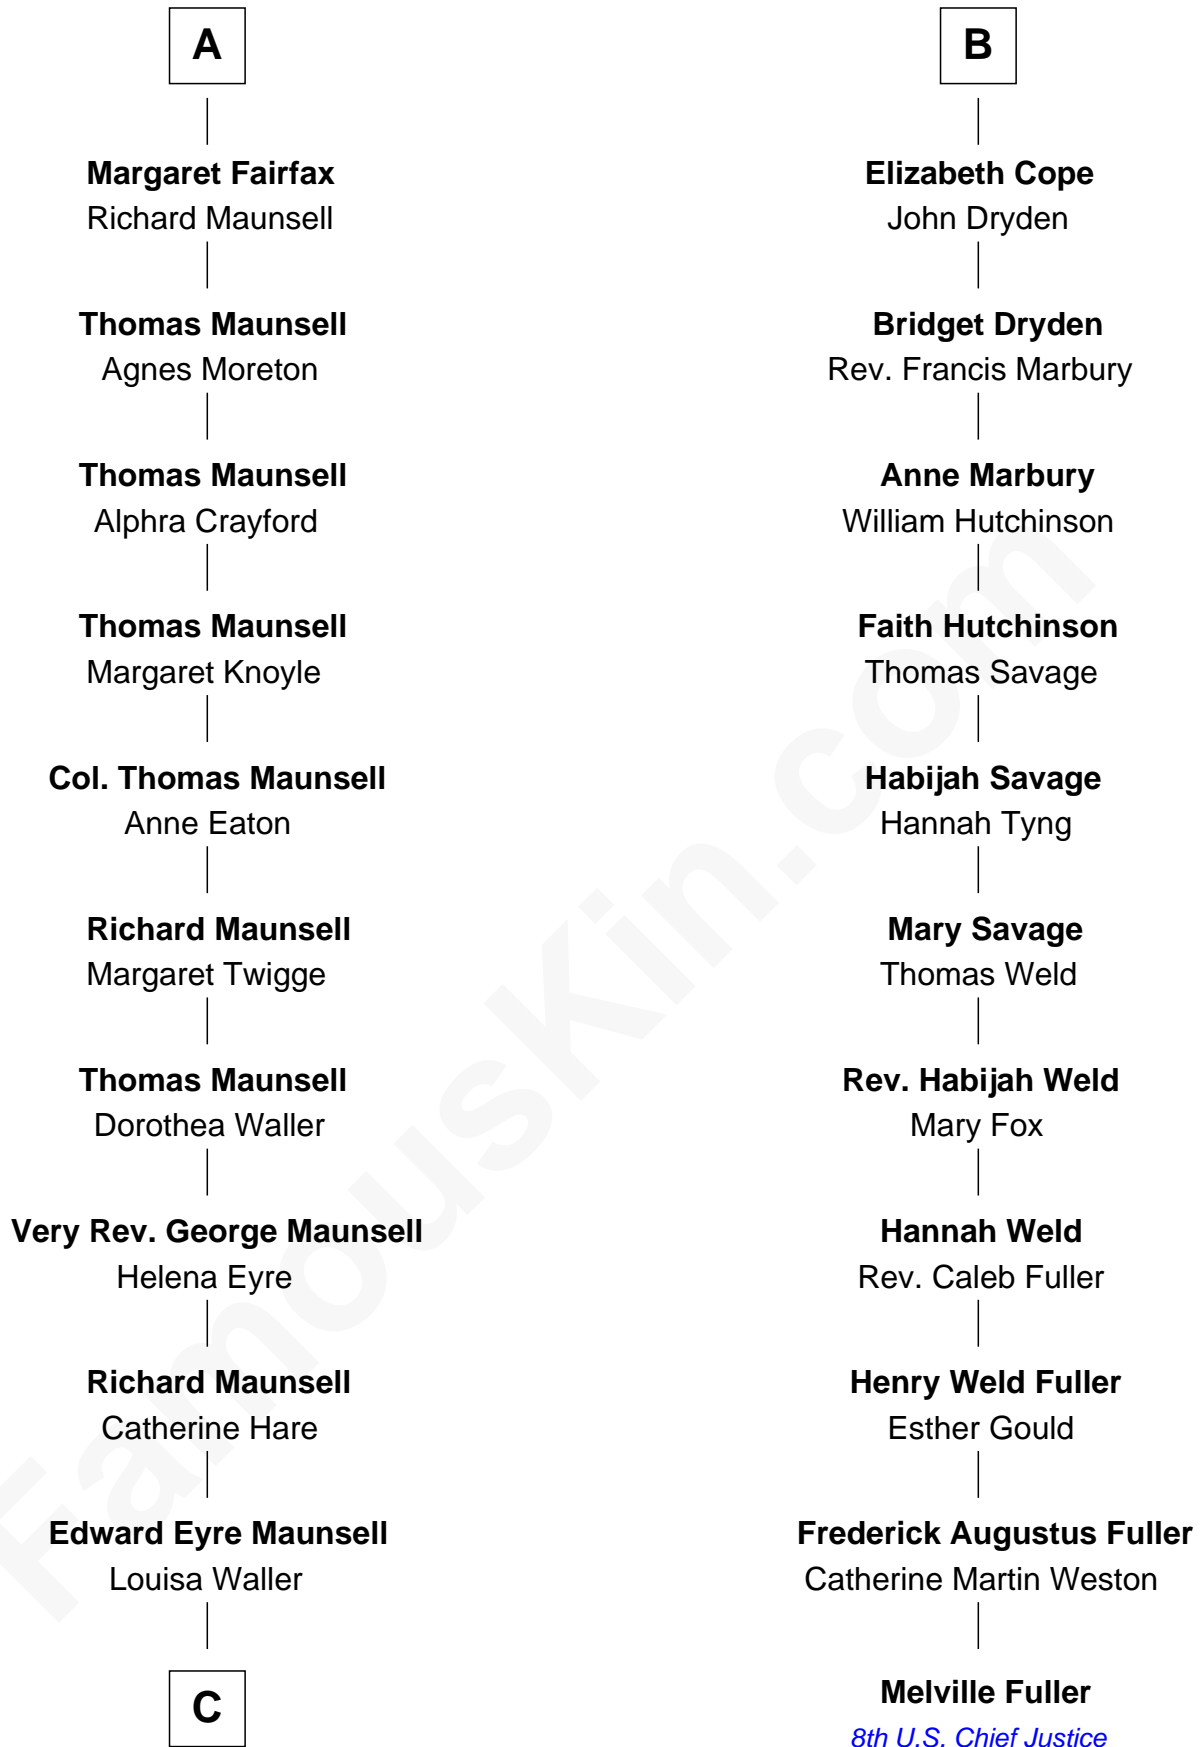 A
Margaret Fairfax
Richard Maunsell
Thomas Maunsell
Agnes Moreton
Thomas Maunsell
Alphra Crayford
Thomas Maunsell
Margaret Knoyle
Col. Thomas Maunsell
Anne Eaton
Richard Maunsell
Margaret Twigge
Thomas Maunsell
Dorothea Waller
Very Rev. George Maunsell
Helena Eyre
Richard Maunsell
Catherine Hare
Edward Eyre Maunsell
Louisa Waller
C
B
Elizabeth Cope
John Dryden
Bridget Dryden
Rev. Francis Marbury
Anne Marbury
William Hutchinson
Faith Hutchinson
Thomas Savage
Habijah Savage
Hannah Tyng
Mary Savage
Thomas Weld
Rev. Habijah Weld
Mary Fox
Hannah Weld
Rev. Caleb Fuller
Henry Weld Fuller
Esther Gould
Frederick Augustus Fuller
Catherine Martin Weston
Melville Fuller
8th U.S. Chief Justice
FamousKin.com